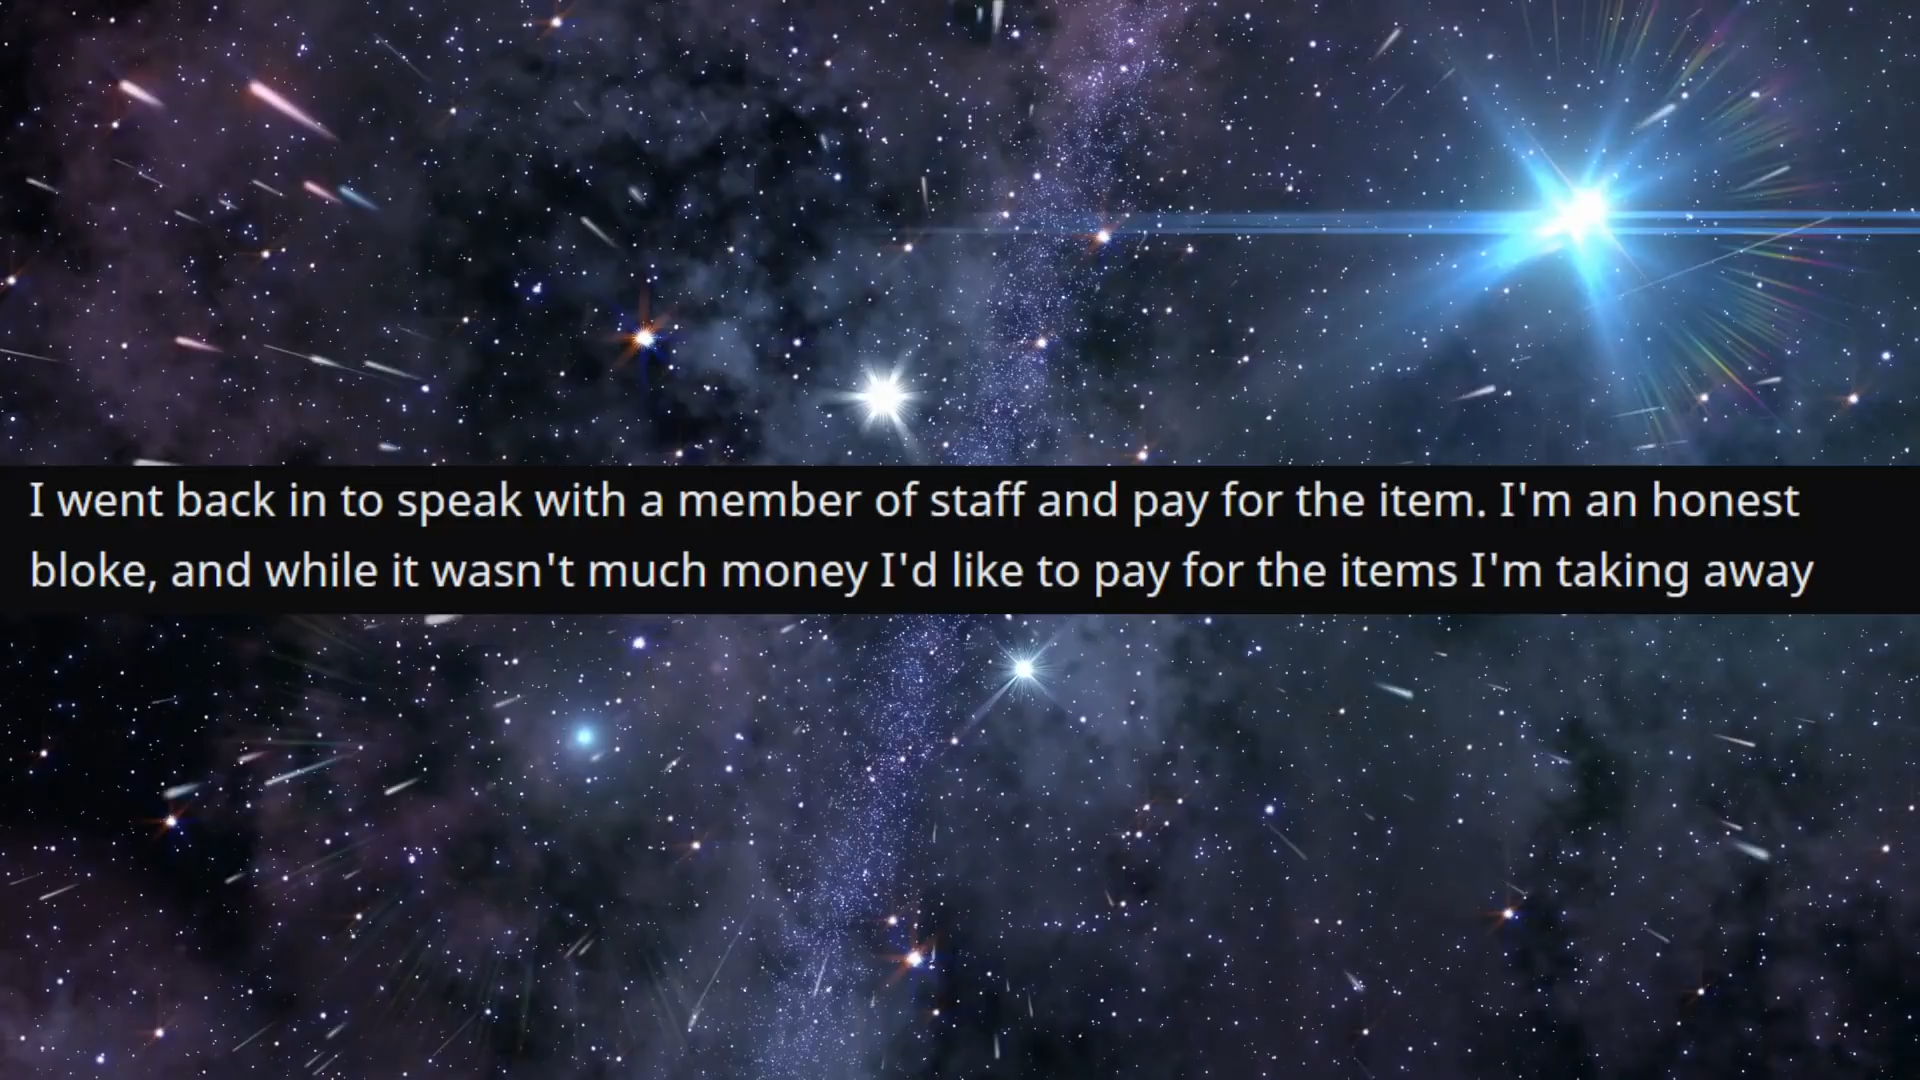 I went back in to speak with a member of staff and pay for the item. I'm an honest
bloke, and while it wasn't much money I'd like to pay for the items I'm taking away